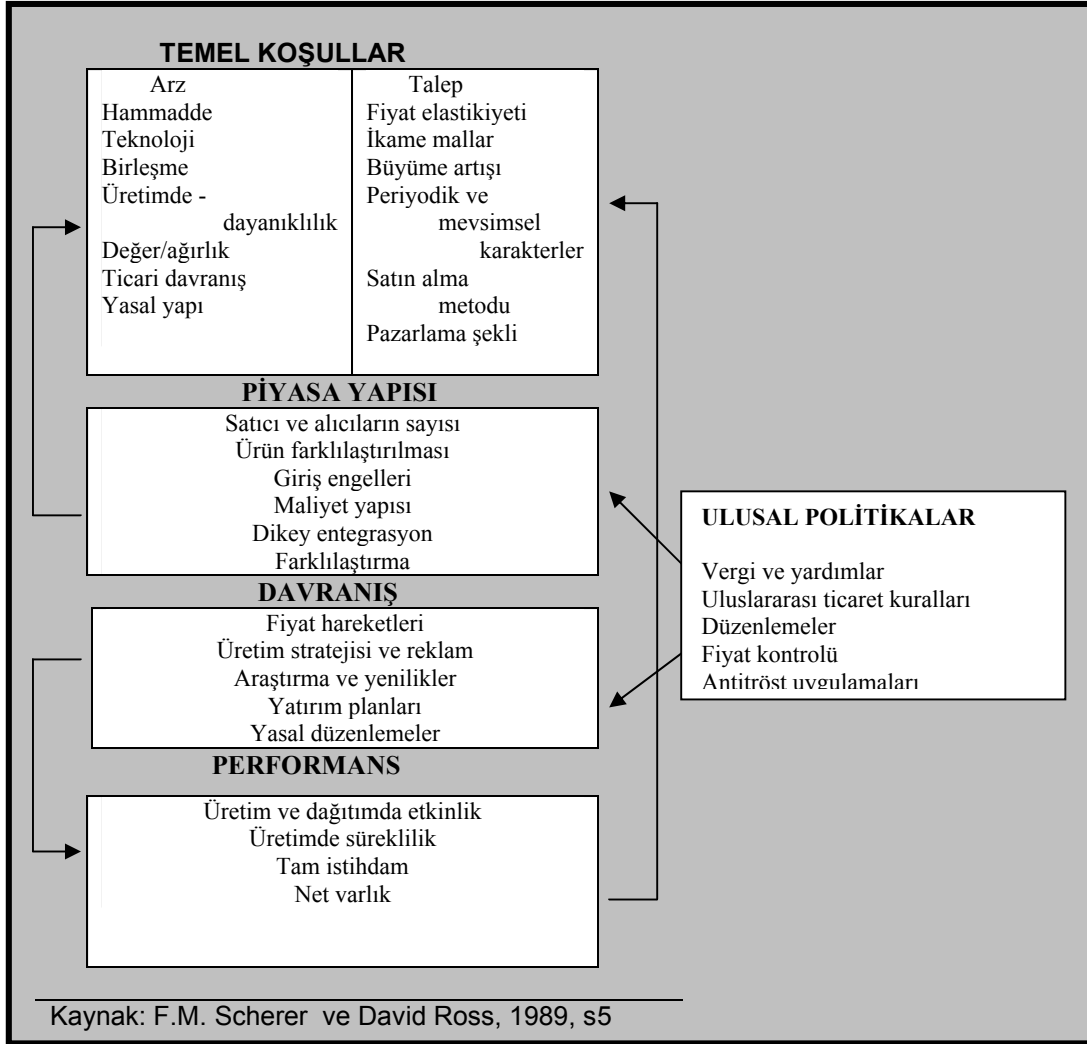 TEMEL KOŞULLAR
Arz
Hammadde
Teknoloji
Birleşme
Üretimde -
dayanıklılık
Değer/ağırlık
Ticari davranış
Yasal yapı
Talep
Fiyat elastikiyeti
İkame mallar
Büyüme artışı
Periyodik ve
mevsimsel
karakterler
Satın alma
metodu
Pazarlama şekli
PİYASA YAPISI
Satıcı ve alıcıların sayısı
Ürün farklılaştırılması
Giriş engelleri
Maliyet yapısı
Dikey entegrasyon
Farklılaştırma
DAVRANIŞ
Fiyat hareketleri
Üretim stratejisi ve reklam
Araştırma ve yenilikler
Yatırım planları
Yasal düzenlemeler
PERFORMANS
Üretim ve dağıtımda etkinlik
Üretimde süreklilik
Tam istihdam
Net varlık
ULUSAL POLİTİKALAR
Vergi ve yardımlar
Uluslararası ticaret kuralları
Düzenlemeler
Fiyat kontrolü
Antitröst uygulamaları
Kaynak: F.M. Scherer ve David Ross, 1989, s5